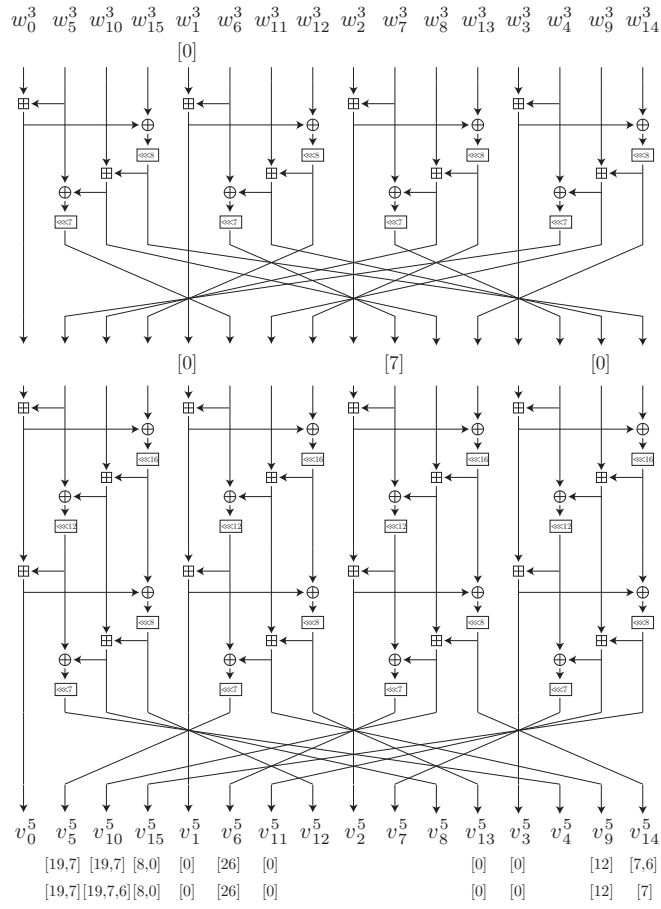 w_0^3 w_5^3 w_10^3 w_15^3 w_1^3 w_6^3 w_11^3 w_12^3 w_2^3 w_7^3 w_8^3 w_13^3 w_3^3 w_4^3 w_9^3 w_14^3
[0]
<<<8 <<<8 <<<8 <<<8
<<<7 <<<7 <<<7 <<<7
[0] [7] [0]
<<<16 <<<16 <<<16 <<<16
<<<12 <<<12 <<<12 <<<12
<<<8 <<<8 <<<8 <<<8
<<<7 <<<7 <<<7 <<<7
v_0^5 v_5^5 v_10^5 v_15^5 v_1^5 v_6^5 v_11^5 v_12^5 v_2^5 v_7^5 v_8^5 v_13^5 v_3^5 v_4^5 v_9^5 v_14^5
[19,7] [19,7] [8,0] [0] [26] [0] [0] [0] [12] [7,6]
[19,7] [19,7,6] [8,0] [0] [26] [0] [0] [0] [12] [7]